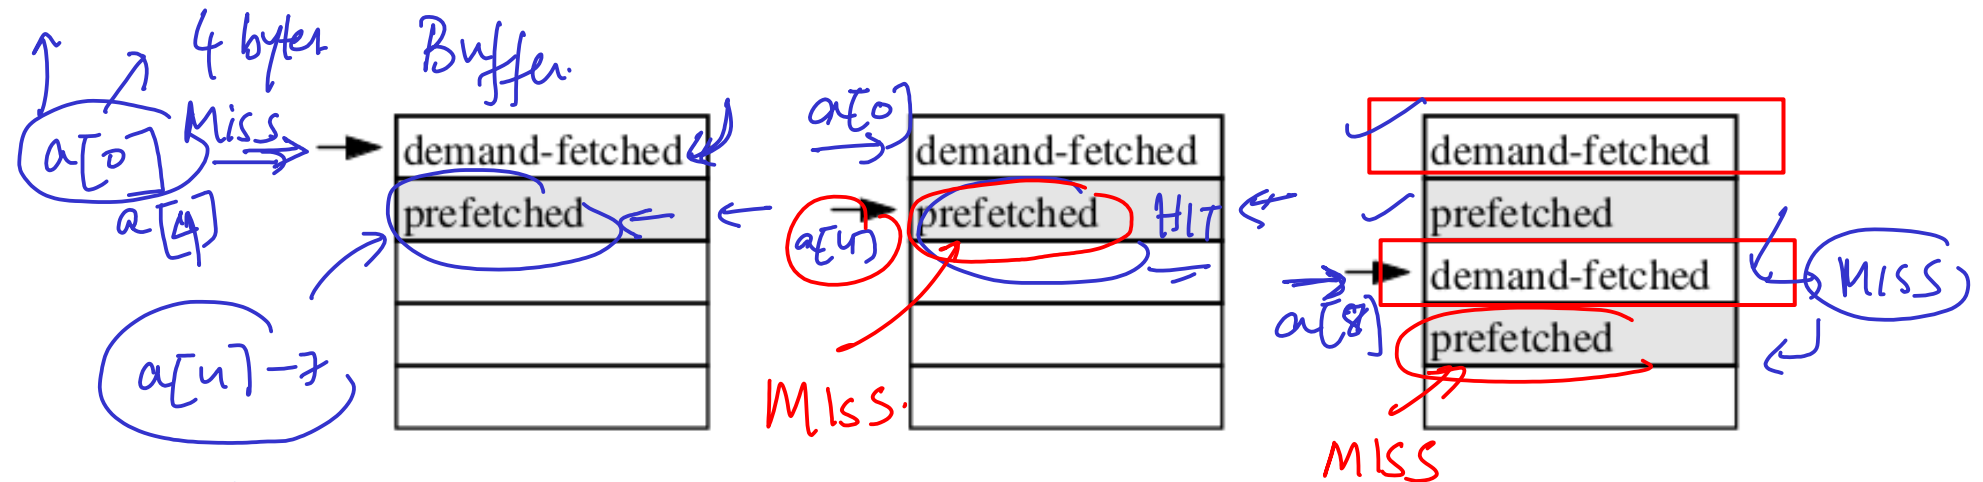 4 bytes
Buffer.
a[0]
Miss
a[4]
demand-fetched
prefetched
a[4] - 7
a[0]
demand-fetched
a[4]
prefetched
HIT
MISS.
demand-fetched
prefetched
demand-fetched
MISS
a[8]
prefetched
MISS